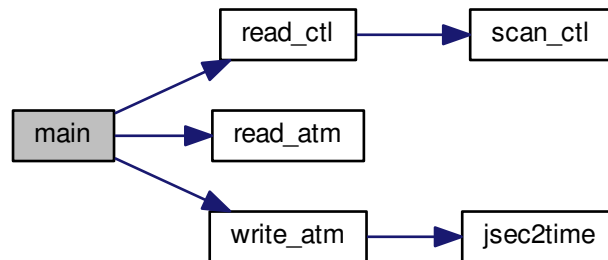 read_ctl
scan_ctl
main
read_atm
write_atm
jsec2time